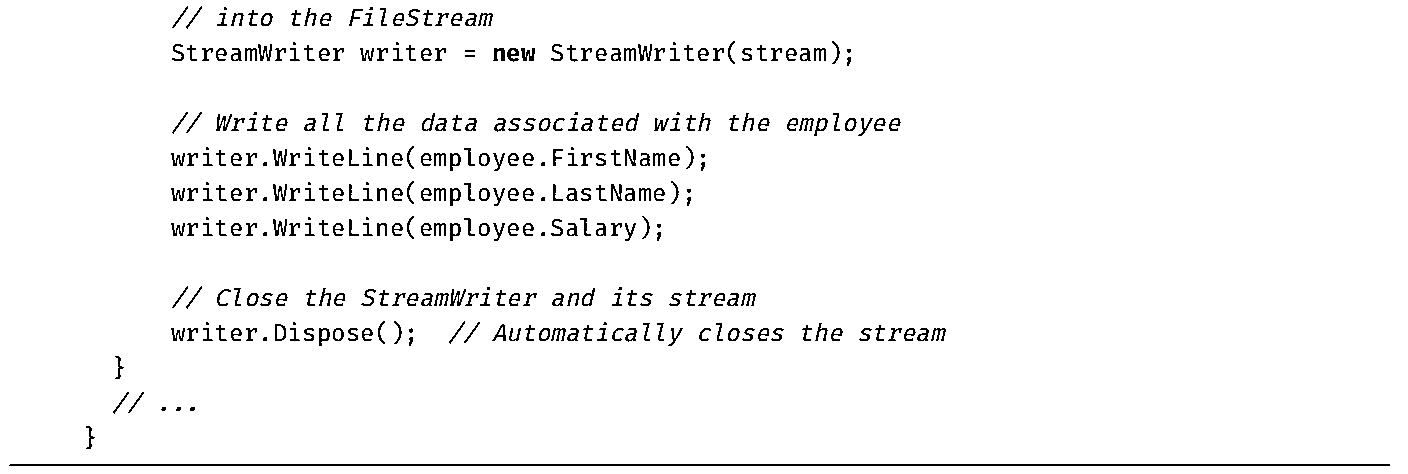 // into the FileStream
StreamWriter writer = new StreamWriter(stream);
// Write all the data associated with the employee
writer.WriteLine(employee.FirstName);
writer.WriteLine(employee.LastName);
writer.WriteLine(employee.Salary);
// Close the StreamWriter and its stream
writer.Dispose();  // Automatically closes the stream
}
// ...
}